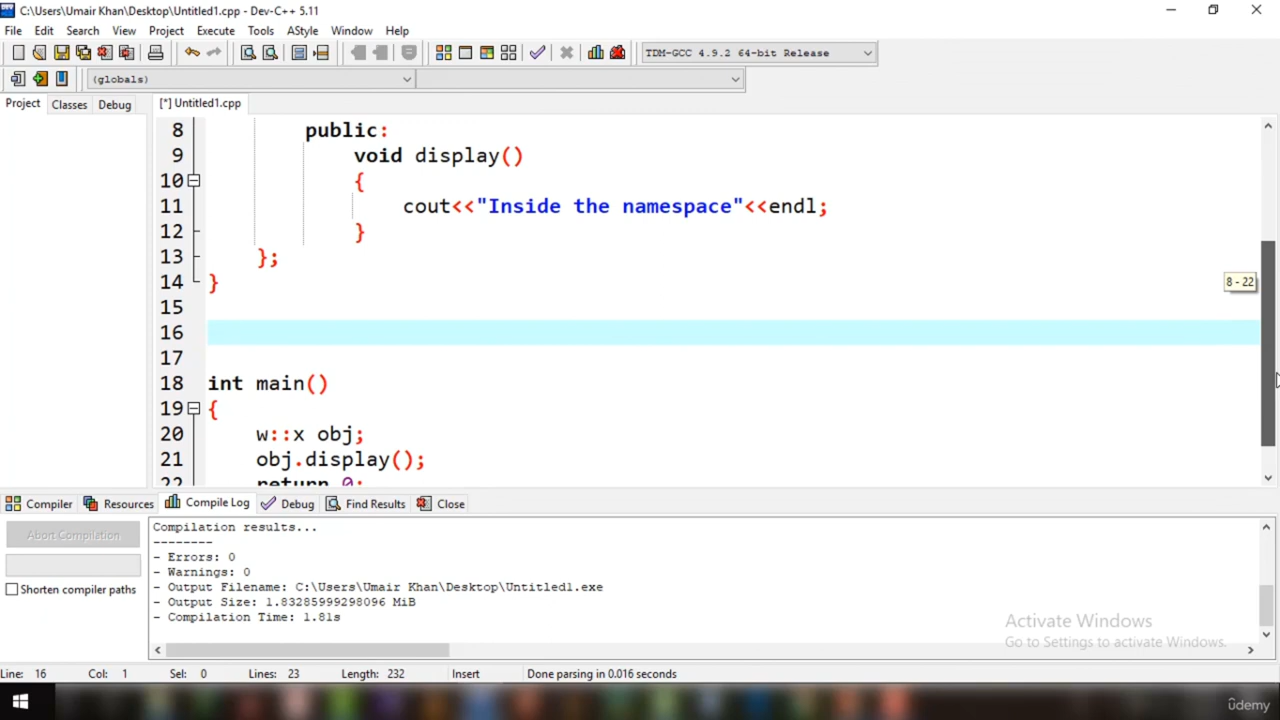 DEV C:\Users\Umair Khan\Desktop\Untitled1.cpp - Dev-C++ 5.11
File Edit Search View Project Execute Tools AStyle Window Help
TDM-GCC 4.9.2 64-bit Release
(globals)
Project Classes Debug [*] Untitled1.cpp
8 public:
9 void display()
10 {
11 cout<<"Inside the namespace"<<endl;
12 }
13 };
14 }
8 - 22
15
16
17
18 int main()
19 {
20 w::x obj;
21 obj.display();
22 return 0;
Compiler Resources Compile Log Debug Find Results Close
Abort Compilation
Shorten compiler paths
Compilation results...
--------
- Errors: 0
- Warnings: 0
- Output Filename: C:\Users\Umair Khan\Desktop\Untitled1.exe
- Output Size: 1.83285999298096 MiB
- Compilation Time: 1.81s
Activate Windows
Go to Settings to activate Windows.
Line: 16 Col: 1 Sel: 0 Lines: 23 Length: 232 Insert Done parsing in 0.016 seconds
ûdemy